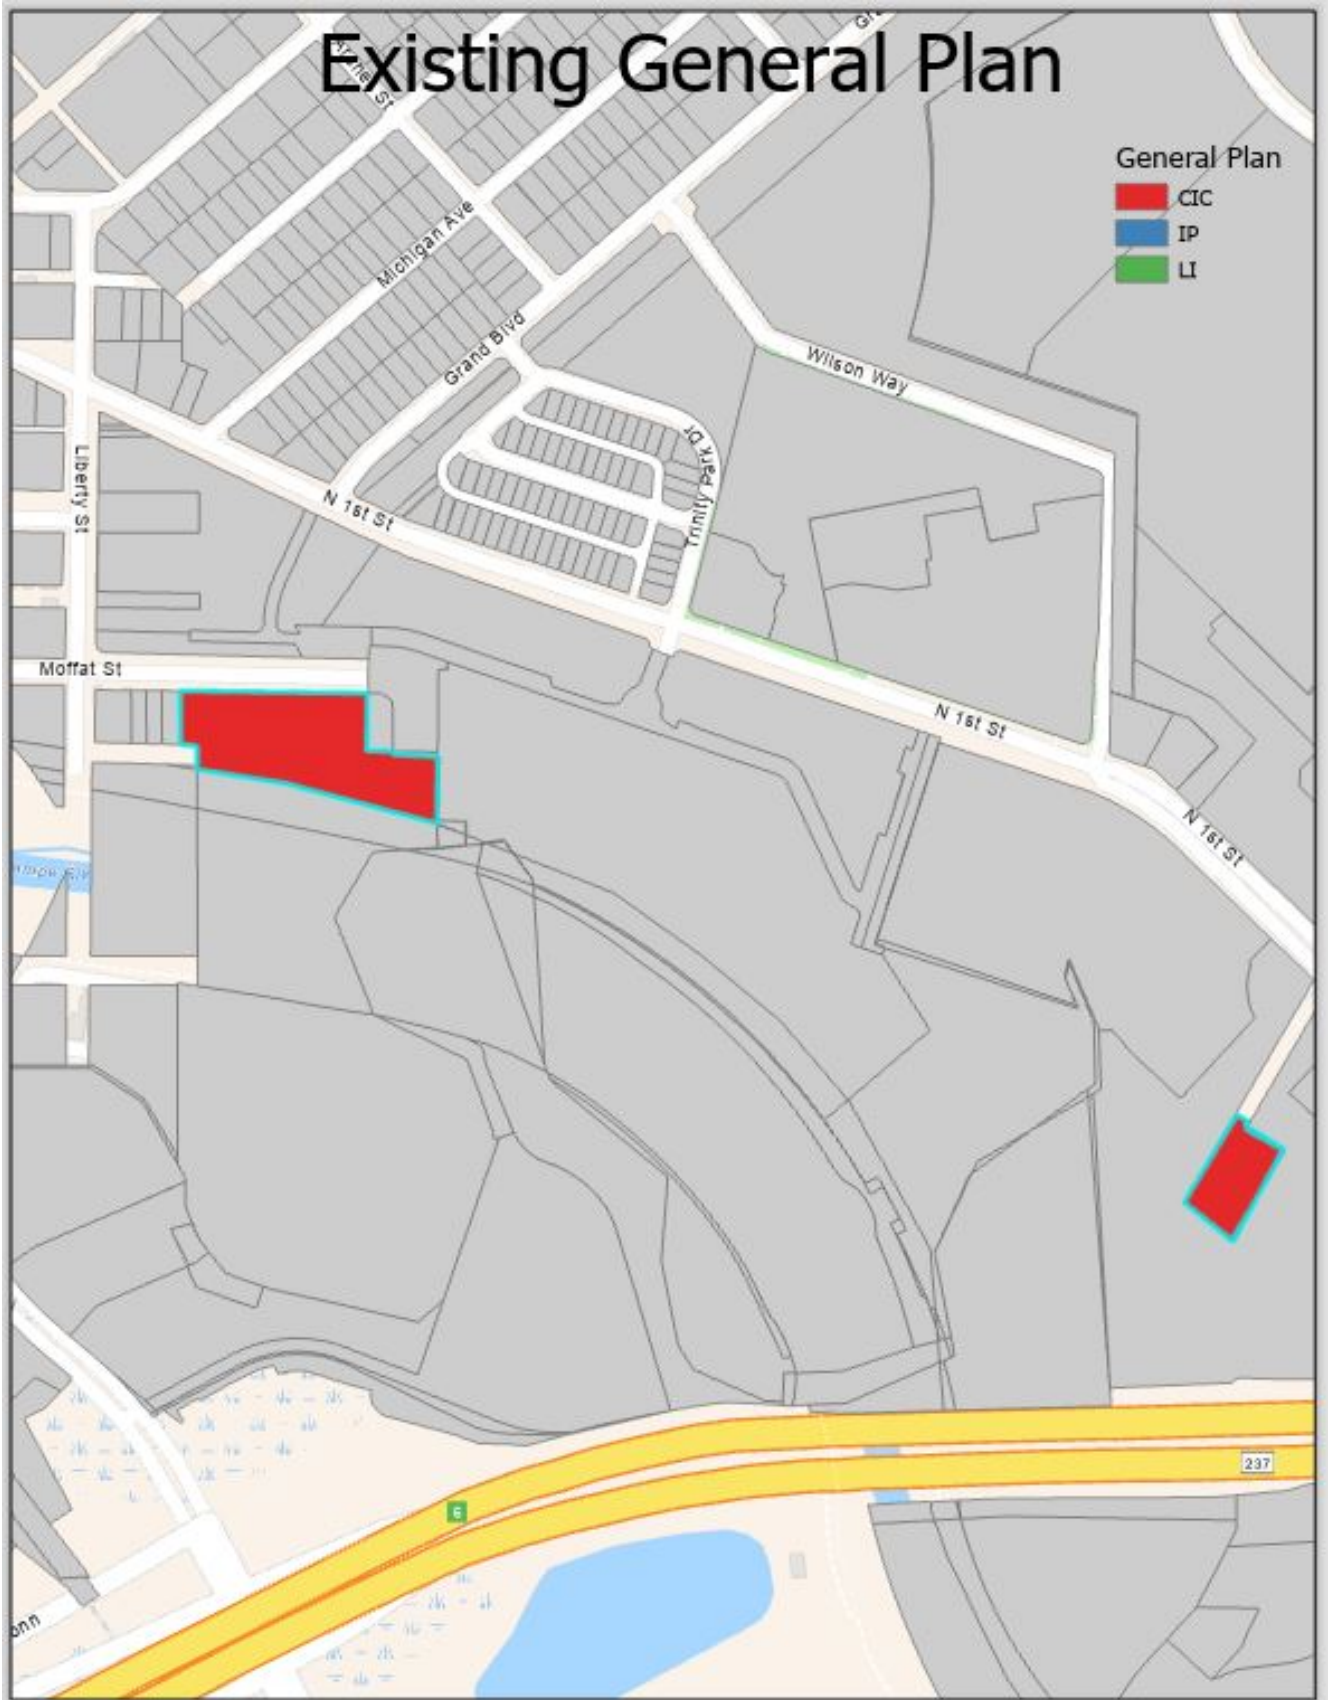 Existing General Plan
Archer St
General Plan
CIC
IP
LI
Michigan Ave
Grand Blvd
Wilson Way
Trinity Park Dr
Liberty St
N 1st St
Moffat St
N 1st St
N 1st St
237
6